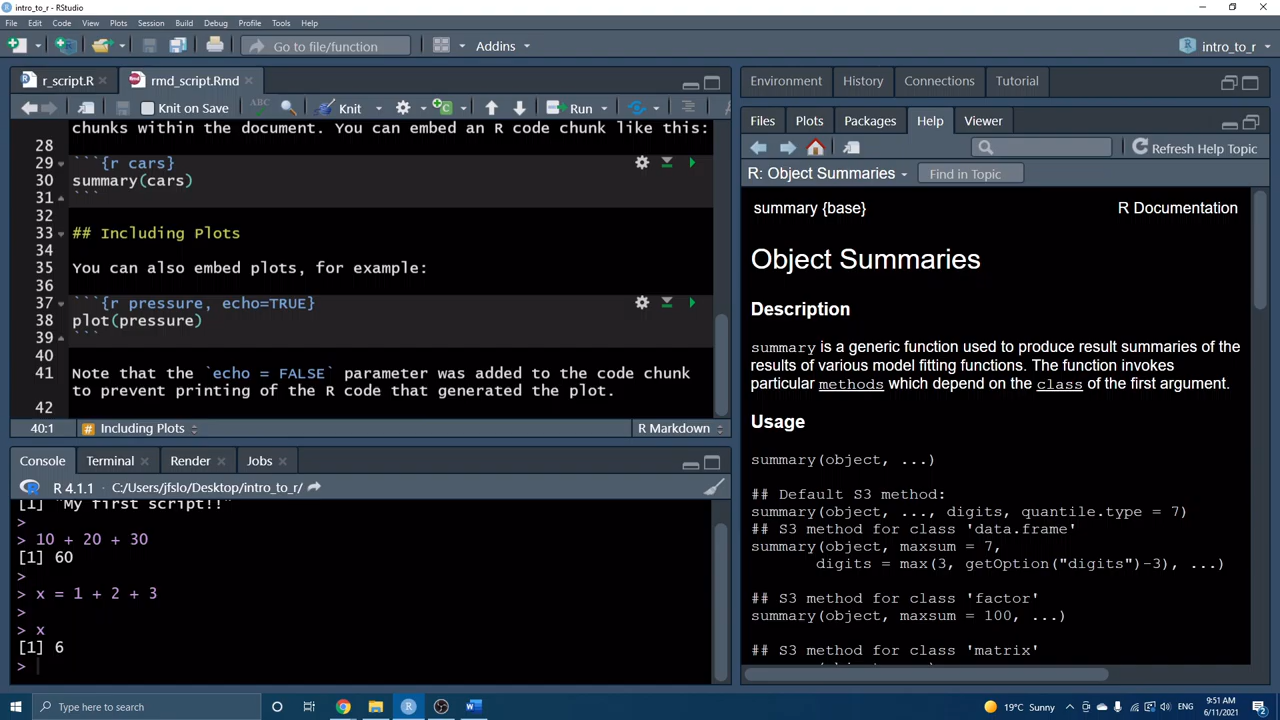 intro_to_r - RStudio
File Edit Code View Plots Session Build Debug Profile Tools Help
Go to file/function
Addins
intro_to_r
r_script.R
rmd_script.Rmd
Knit on Save
ABC
Knit
Run
chunks within the document. You can embed an R code chunk like this:
28
29 ```{r cars}
30 summary(cars)
31 ```
32
33 ## Including Plots
34
35 You can also embed plots, for example:
36
37 ```{r pressure, echo=TRUE}
38 plot(pressure)
39 ```
40
41 Note that the `echo = FALSE` parameter was added to the code chunk
to prevent printing of the R code that generated the plot.
42
40:1 # Including Plots R Markdown
Console Terminal Render Jobs
R 4.1.1 · C:/Users/jfslo/Desktop/intro_to_r/
[1] "My first script!!"
>
> 10 + 20 + 30
[1] 60
>
> x = 1 + 2 + 3
>
> x
[1] 6
>
Environment History Connections Tutorial
Files Plots Packages Help Viewer
Refresh Help Topic
R: Object Summaries Find in Topic
summary {base} R Documentation
Object Summaries
Description
summary is a generic function used to produce result summaries of the
results of various model fitting functions. The function invokes
particular methods which depend on the class of the first argument.
Usage
summary(object, ...)
## Default S3 method:
summary(object, ..., digits, quantile.type = 7)
## S3 method for class 'data.frame'
summary(object, maxsum = 7,
digits = max(3, getOption("digits")-3), ...)
## S3 method for class 'factor'
summary(object, maxsum = 100, ...)
## S3 method for class 'matrix'
Type here to search
19°C Sunny
ENG
9:51 AM
6/11/2021
2